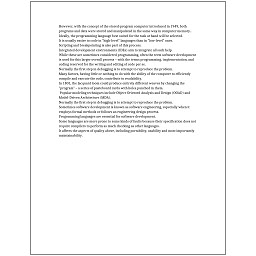 However, with the concept of the stored-program computer introduced in 1949, both
programs and data were stored and manipulated in the same way in computer memory.
Ideally, the programming language best suited for the task at hand will be selected.
It is usually easier to code in "high-level" languages than in "low-level" ones.
Scripting and breakpointing is also part of this process.
Integrated development environments (IDEs) aim to integrate all such help.
While these are sometimes considered programming, often the term software development
is used for this larger overall process – with the terms programming, implementation, and
coding reserved for the writing and editing of code per se.
Normally the first step in debugging is to attempt to reproduce the problem.
Many factors, having little or nothing to do with the ability of the computer to efficiently
compile and execute the code, contribute to readability.
In 1801, the Jacquard loom could produce entirely different weaves by changing the
"program" – a series of pasteboard cards with holes punched in them.
Popular modeling techniques include Object-Oriented Analysis and Design (OOAD) and
Model-Driven Architecture (MDA).
Normally the first step in debugging is to attempt to reproduce the problem.
Sometimes software development is known as software engineering, especially when it
employs formal methods or follows an engineering design process.
Programming languages are essential for software development.
Some languages are more prone to some kinds of faults because their specification does not
require compilers to perform as much checking as other languages.
It affects the aspects of quality above, including portability, usability and most importantly
maintainability.